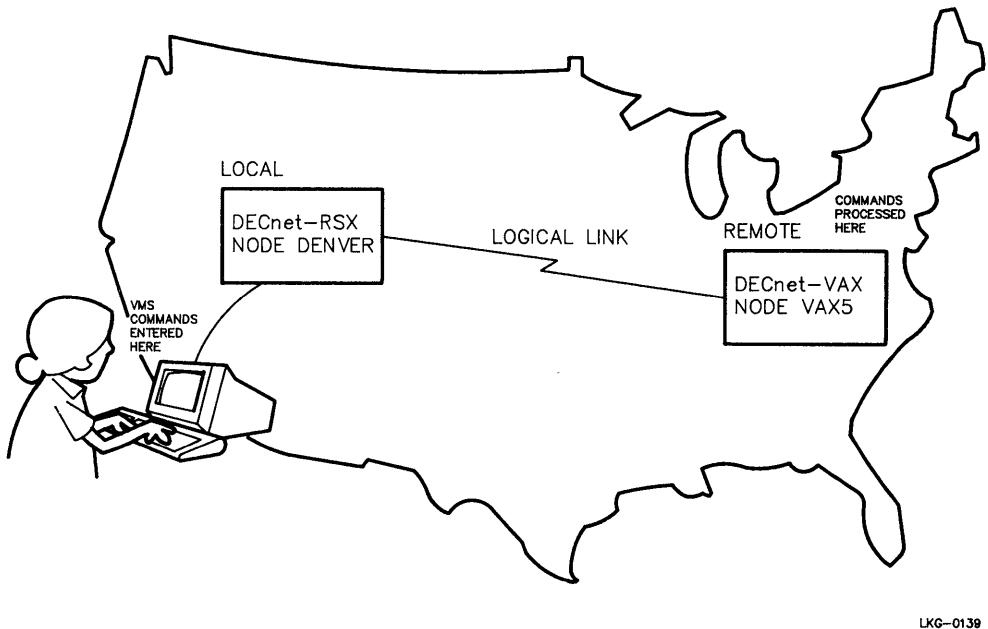 LOCAL
DECnet-RSX
NODE DENVER
LOGICAL LINK
REMOTE
COMMANDS
PROCESSED
HERE
DECnet-VAX
NODE VAX5
VMS
COMMANDS
ENTERED
HERE
LKG-0139